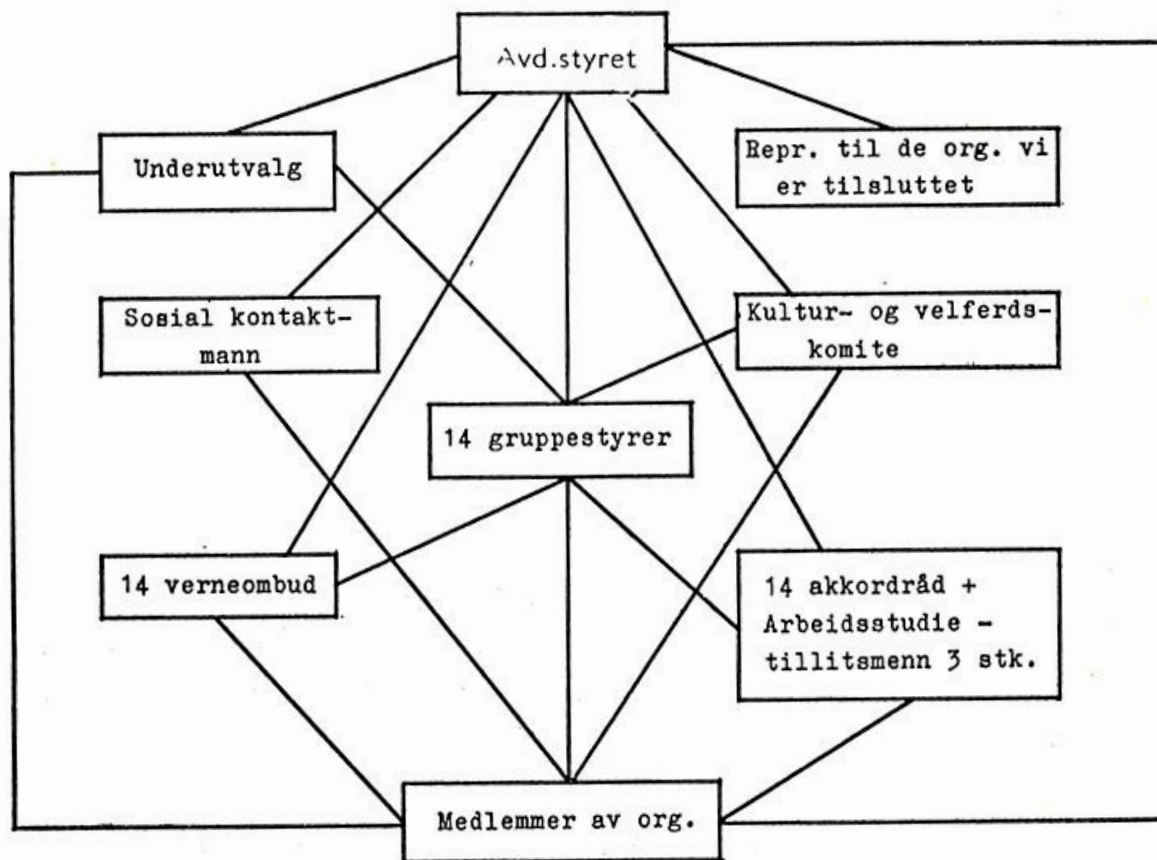 Avd.styret
Underutvalg
Repr. til de org. vi
er tilsluttet
Sosial kontakt-
mann
Kultur- og velferds-
komite
14 gruppestyrer
14 verneombud
14 akkordråd +
Arbeidsstudie -
tillitsmenn 3 stk.
Medlemmer av org.